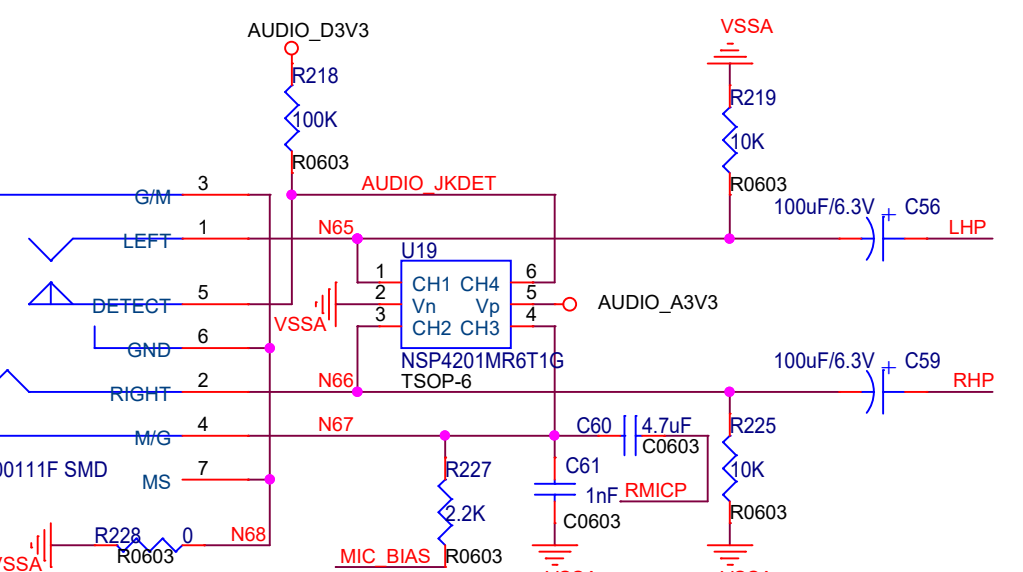 AUDIO_D3V3
VSSA
R218
R219
100K
10K
R0603
R0603
G/M
3
AUDIO_JKDET
100uF/6.3V
+
C56
LEFT
1
N65
LHP
U19
1
CH1
CH4
6
DETECT
5
2
Vn
Vp
5
AUDIO_A3V3
VSSA
3
CH2
CH3
4
GND
6
NSP4201MR6T1G
100uF/6.3V
+
C59
RIGHT
2
N66
TSOP-6
RHP
M/G
4
N67
C60
4.7uF
R225
C0603
00111F SMD
MS
7
R227
C61
10K
1nF
RMICP
2.2K
R0603
C0603
R228
0
N68
R0603
VSSA
MIC_BIAS
R0603
VSSA
VSSA